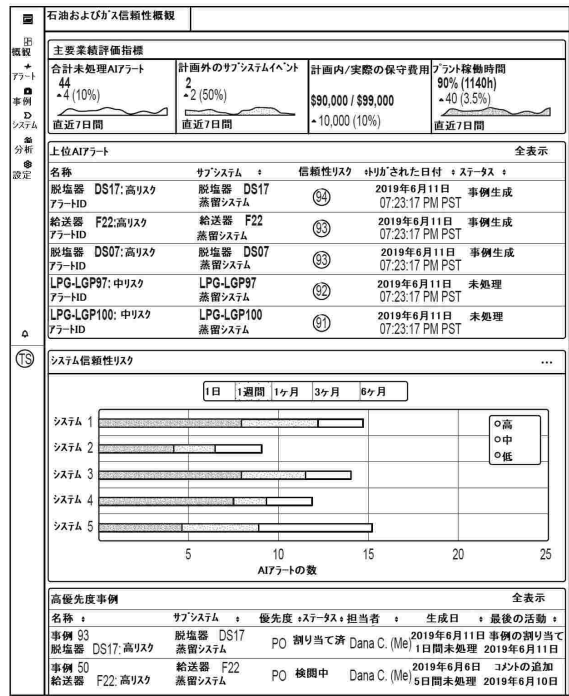 石油およびガス信頼性概観
概観
アラート
事例
システム
分析
設定
TS
主要業績評価指標
合計未処理AIアラート
44
4 (10%)
直近7日間
計画外のサブシステムイベント
2
2 (50%)
直近7日間
計画内/実際の保守費用
$90,000 / $99,000
10,000 (10%)
プラント稼働時間
90% (1140h)
40 (3.5%)
直近7日間
上位AIアラート 全表示
名称 サブシステム 信頼性リスク トリガされた日付 ステータス
脱塩器 DS17:高リスク 脱塩器 DS17 94 2019年6月11日 事例生成
アラートID 蒸留システム 07:23:17 PM PST
給送器 F22:高リスク 給送器 F22 93 2019年6月11日 事例生成
アラートID 蒸留システム 07:23:17 PM PST
脱塩器 DS07:高リスク 脱塩器 DS07 93 2019年6月11日 事例生成
アラートID 蒸留システム 07:23:17 PM PST
LPG-LGP97: 中リスク LPG-LGP97 92 2019年6月11日 未処理
アラートID 蒸留システム 07:23:17 PM PST
LPG-LGP100: 中リスク LPG-LGP100 91 2019年6月11日 未処理
アラートID 蒸留システム 07:23:17 PM PST
システム信頼性リスク ...
1日 1週間 1ヶ月 3ヶ月 6ヶ月
システム 1
システム 2
システム 3
システム 4
システム 5
高
中
低
5 10 15 20 25
AIアラートの数
高優先度事例 全表示
名称 サブシステム 優先度 ステータス 担当者 生成日 最後の活動
事例 93 脱塩器 DS17 PO 割り当て済 Dana C. (Me) 2019年6月11日 事例の割り当て
脱塩器 DS17:高リスク 蒸留システム 1日間未処理 2019年6月11日
事例 50 給送器 F22 PO 検閲中 Dana C. (Me) 2019年6月6日 コメントの追加
給送器 F22: 高リスク 蒸留システム 5日間未処理 2019年6月10日